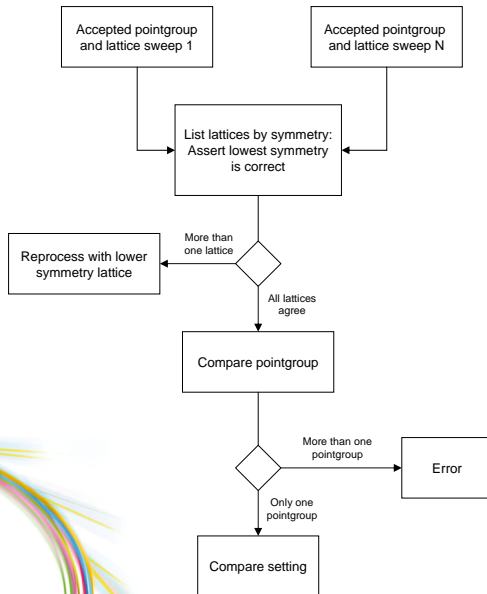 Accepted pointgroup
and lattice sweep 1
Accepted pointgroup
and lattice sweep N
List lattices by symmetry:
Assert lowest symmetry
is correct
More than
one lattice
Reprocess with lower
symmetry lattice
All lattices
agree
Compare pointgroup
More than one
pointgroup
Error
Only one
pointgroup
Compare setting